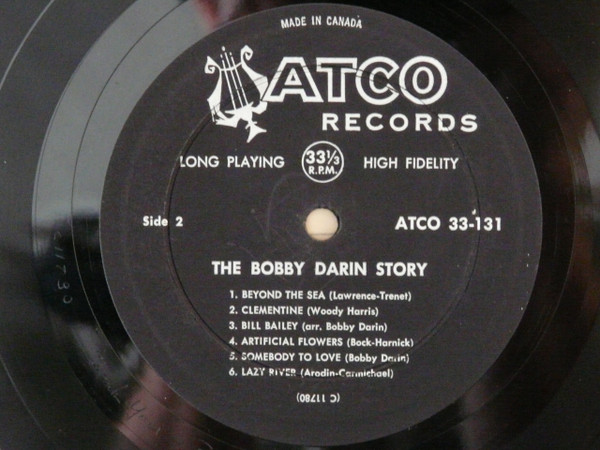 MADE IN CANADA
ATCO
RECORDS
LONG PLAYING 33⅓ R.P.M. HIGH FIDELITY
Side 2 ATCO 33-131
THE BOBBY DARIN STORY
1. BEYOND THE SEA (Lawrence-Trenet)
2. CLEMENTINE (Woody Harris)
3. BILL BAILEY (arr. Bobby Darin)
4. ARTIFICIAL FLOWERS (Bock-Harnick)
5. SOMEBODY TO LOVE (Bobby Darin)
6. LAZY RIVER (Arodin-Carmichael)
(C 11780)